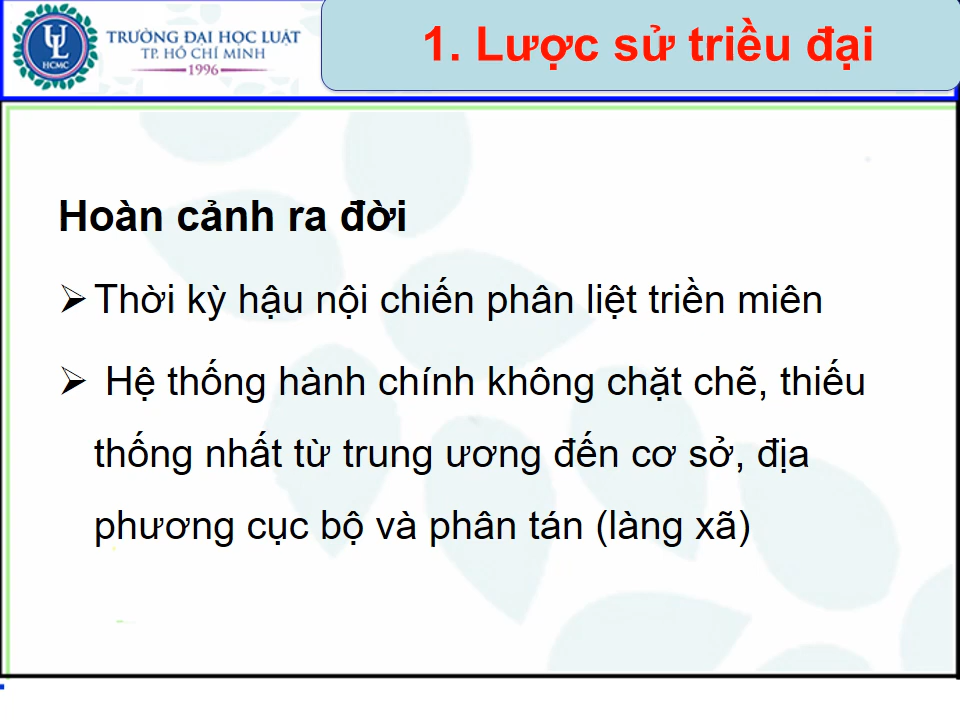 UL
HCMC
TRƯỜNG ĐẠI HỌC LUẬT
TP. HỒ CHÍ MINH
1996
1. Lược sử triều đại
Hoàn cảnh ra đời
Thời kỳ hậu nội chiến phân liệt triền miên
Hệ thống hành chính không chặt chẽ, thiếu
thống nhất từ trung ương đến cơ sở, địa
phương cục bộ và phân tán (làng xã)